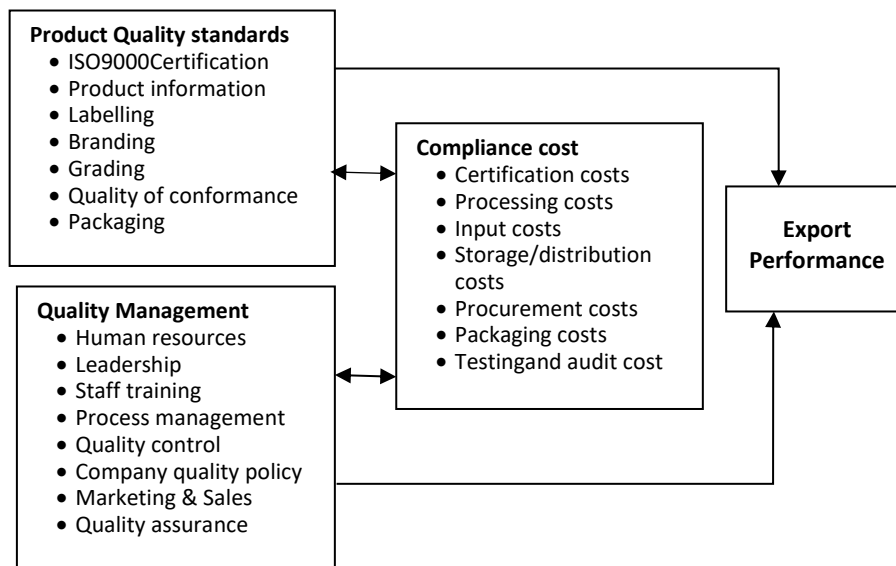 Product Quality standards
• ISO9000Certification
• Product information
• Labelling
• Branding
• Grading
• Quality of conformance
• Packaging
Compliance cost
• Certification costs
• Processing costs
• Input costs
• Storage/distribution
costs
• Procurement costs
• Packaging costs
• Testingand audit cost
Export
Performance
Quality Management
• Human resources
• Leadership
• Staff training
• Process management
• Quality control
• Company quality policy
• Marketing & Sales
• Quality assurance